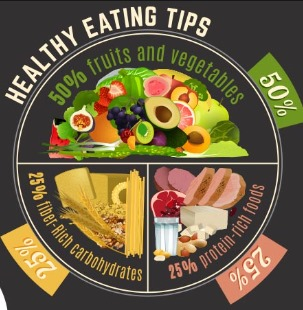 HEALTHY EATING TIPS
50% fruits and vegetables
50%
25% fiber-Rich carbohydrates
25%
25% protein-rich foods
25%